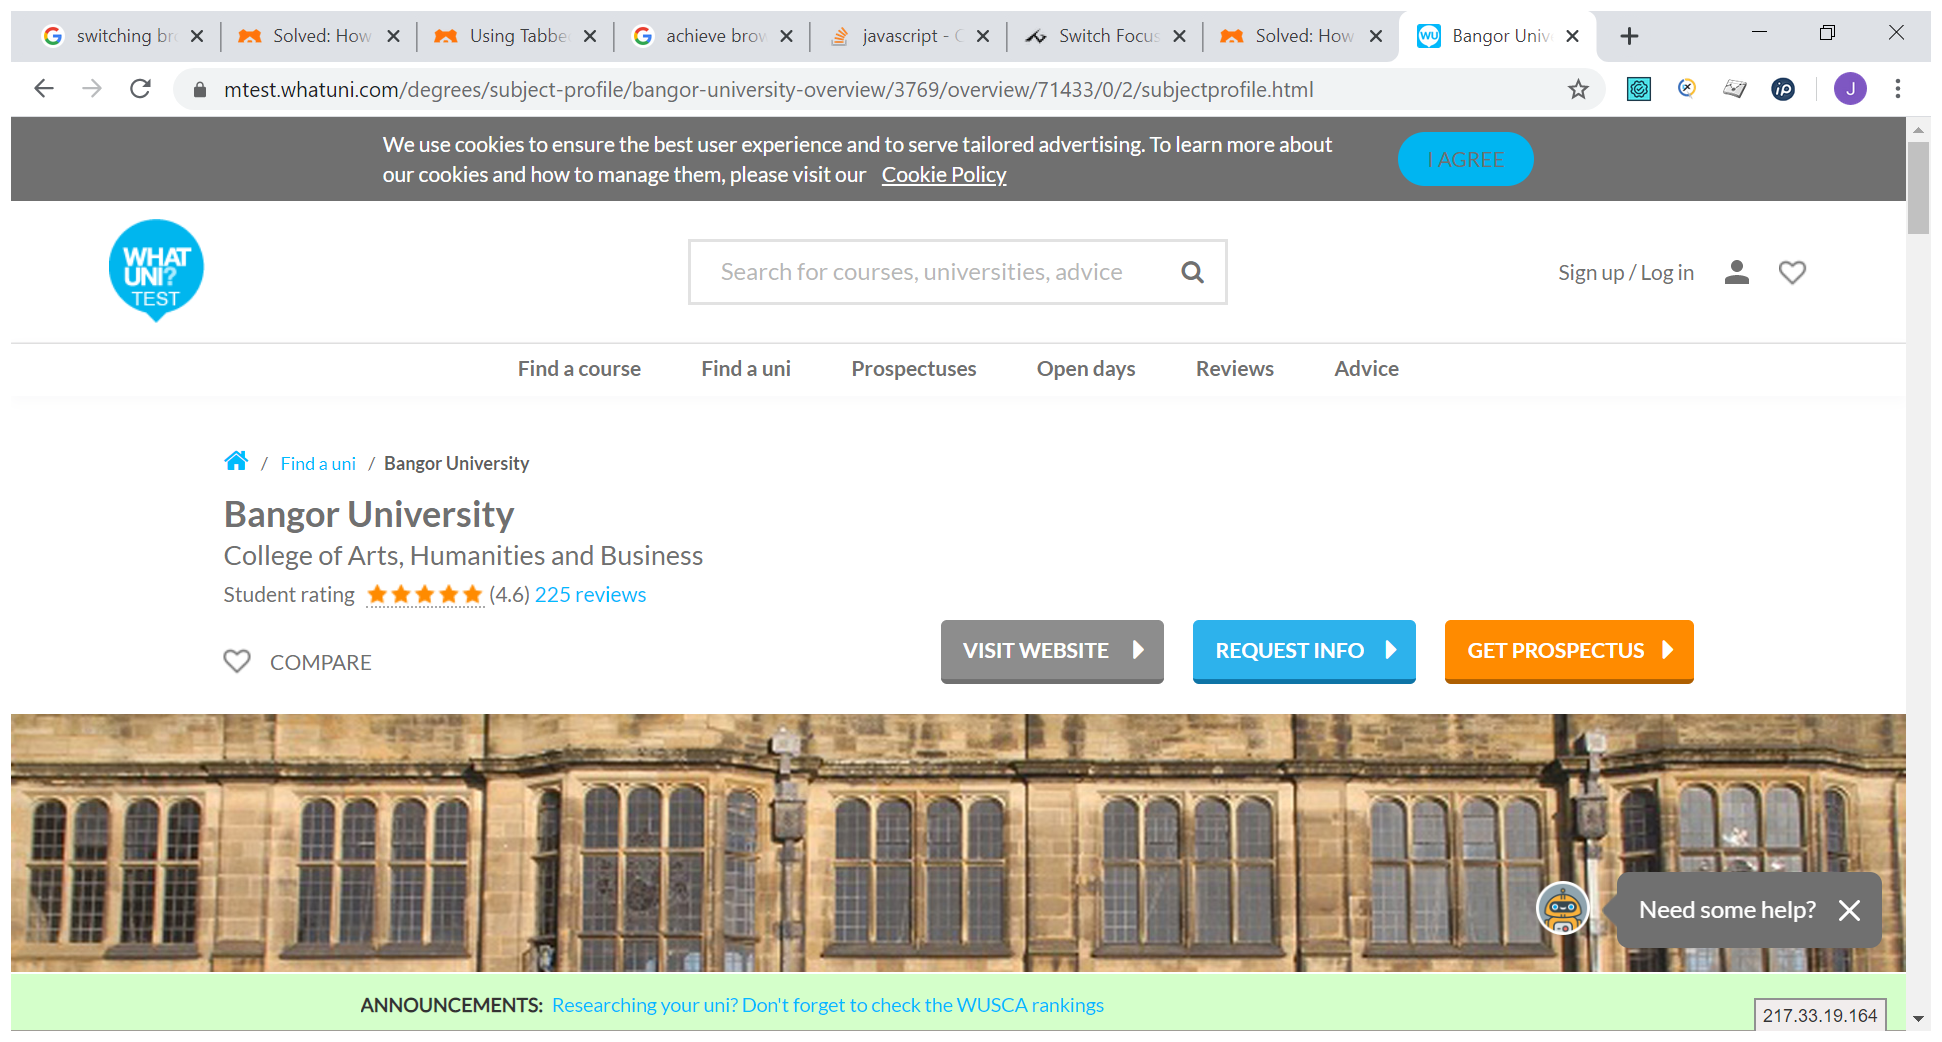 switching br
Solved: How
Using Tabbe
achieve brow
javascript - C
Switch Focus
Solved: How
Bangor Univ
mtest.whatuni.com/degrees/subject-profile/bangor-university-overview/3769/overview/71433/0/2/subjectprofile.html
iP
J
We use cookies to ensure the best user experience and to serve tailored advertising. To learn more about
our cookies and how to manage them, please visit our Cookie Policy
I AGREE
WHAT
UNI?
TEST
Search for courses, universities, advice
Sign up / Log in
Find a course Find a uni Prospectuses Open days Reviews Advice
/ Find a uni / Bangor University
Bangor University
College of Arts, Humanities and Business
Student rating (4.6) 225 reviews
COMPARE
VISIT WEBSITE
REQUEST INFO
GET PROSPECTUS
Need some help?
ANNOUNCEMENTS: Researching your uni? Don't forget to check the WUSCA rankings
217.33.19.164